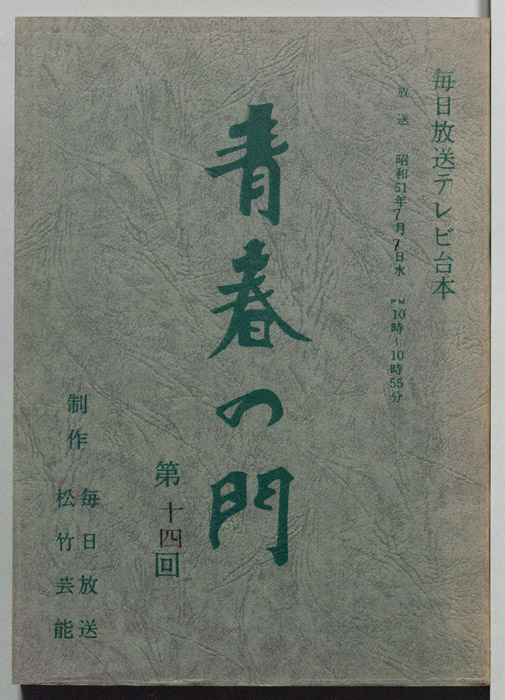 毎日放送テレビ台本
放送 昭和51年7月7日水 PM10時〜10時55分
青春の門
第十四回
制作 毎日放送
松竹芸能